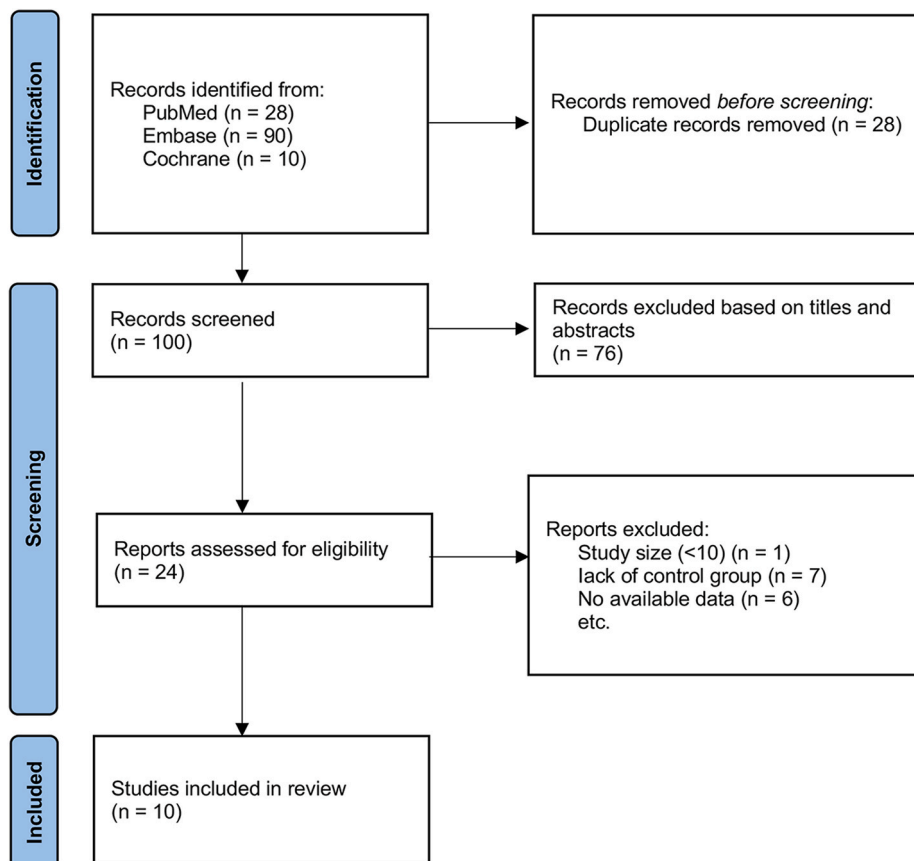 Identification
Records identified from:
PubMed (n = 28)
Embase (n = 90)
Cochrane (n = 10)
Records removed before screening:
Duplicate records removed (n = 28)
Screening
Records screened
(n = 100)
Records excluded based on titles and
abstracts
(n = 76)
Reports assessed for eligibility
(n = 24)
Reports excluded:
Study size (<10) (n = 1)
lack of control group (n = 7)
No available data (n = 6)
etc.
Included
Studies included in review
(n = 10)